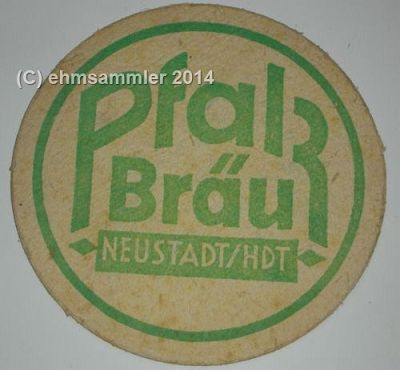 (C) ehmsammler 2014
Pfalz
Bräu
NEUSTADT/HDT